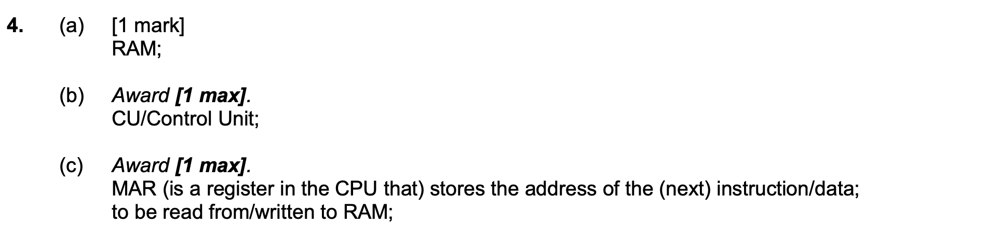 4. (a) [1 mark]
RAM;
(b) Award [1 max].
CU/Control Unit;
(c) Award [1 max].
MAR (is a register in the CPU that) stores the address of the (next) instruction/data;
to be read from/written to RAM;